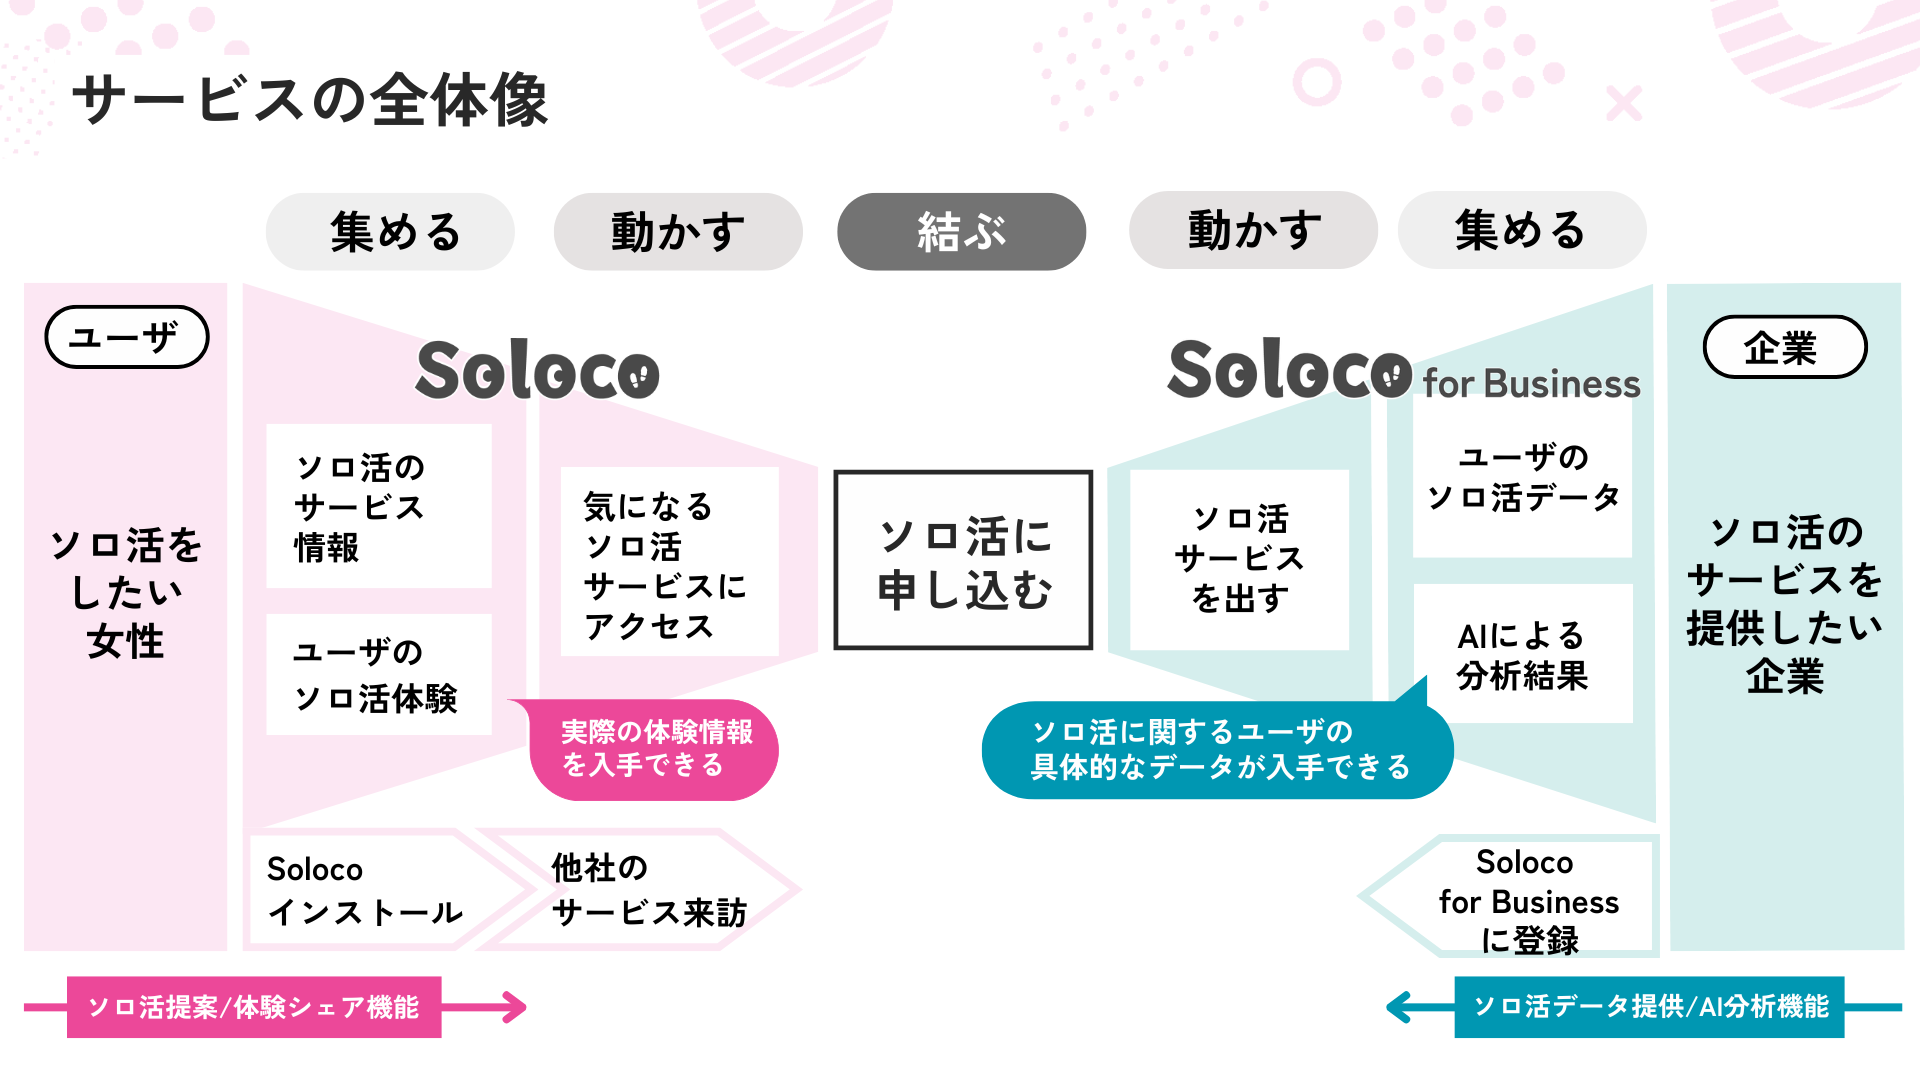 サービスの全体像
集める
動かす
結ぶ
動かす
集める
ユーザ
ソロ活を
したい
女性
Soloco
ソロ活の
サービス
情報
ユーザの
ソロ活体験
気になる
ソロ活
サービスに
アクセス
実際の体験情報
を入手できる
ソロ活に
申し込む
Soloco for Business
ソロ活
サービス
を出す
ユーザの
ソロ活データ
AIによる
分析結果
ソロ活に関するユーザの
具体的なデータが入手できる
企業
ソロ活の
サービスを
提供したい
企業
Soloco
インストール
他社の
サービス来訪
Soloco
for Business
に登録
ソロ活提案/体験シェア機能
ソロ活データ提供/AI分析機能